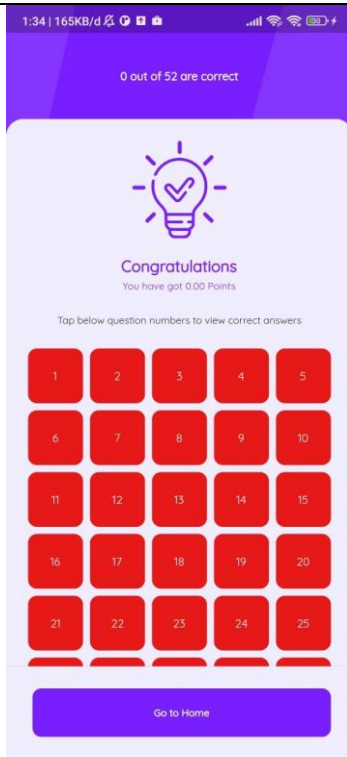 1:34 | 165KB/d
0 out of 52 are correct
Congratulations
You have got 0.00 Points
Tap below question numbers to view correct answers
1 2 3 4 5
6 7 8 9 10
11 12 13 14 15
16 17 18 19 20
21 22 23 24 25
Go to Home